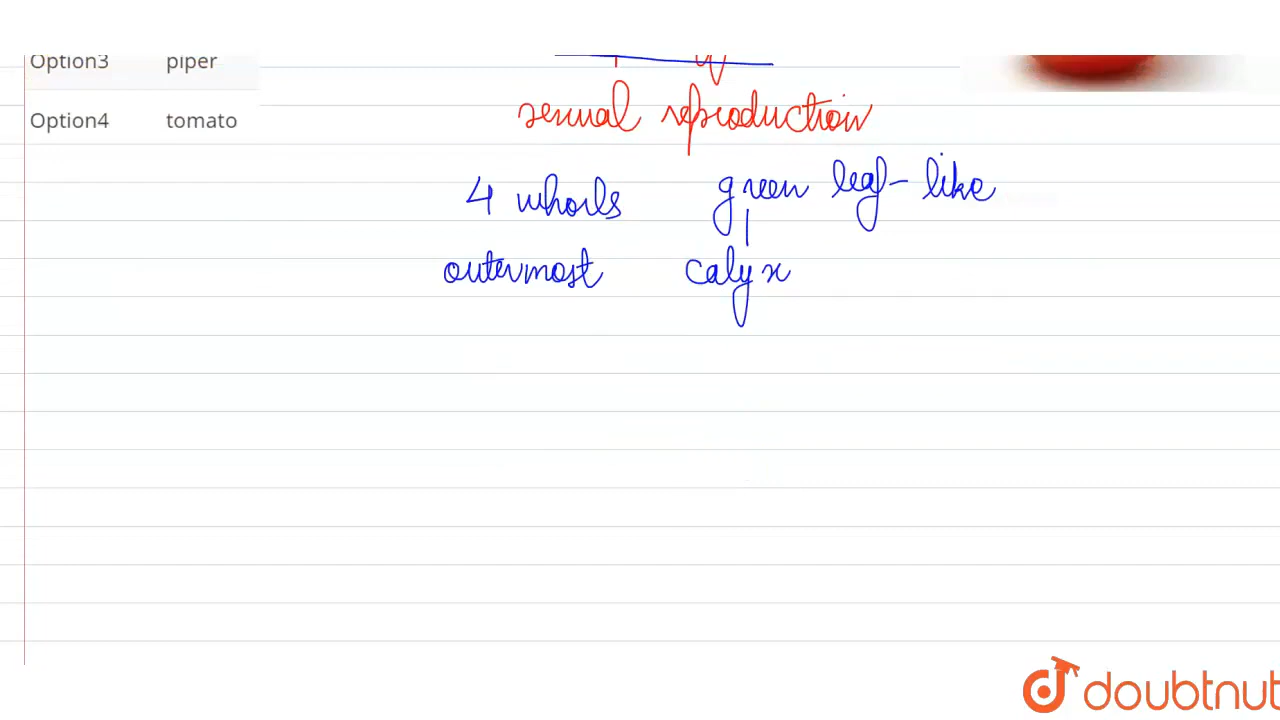 Option3 piper
Option4 tomato
sexual reproduction
4 whorls green leaf-like
outermost calyx
doubtnut